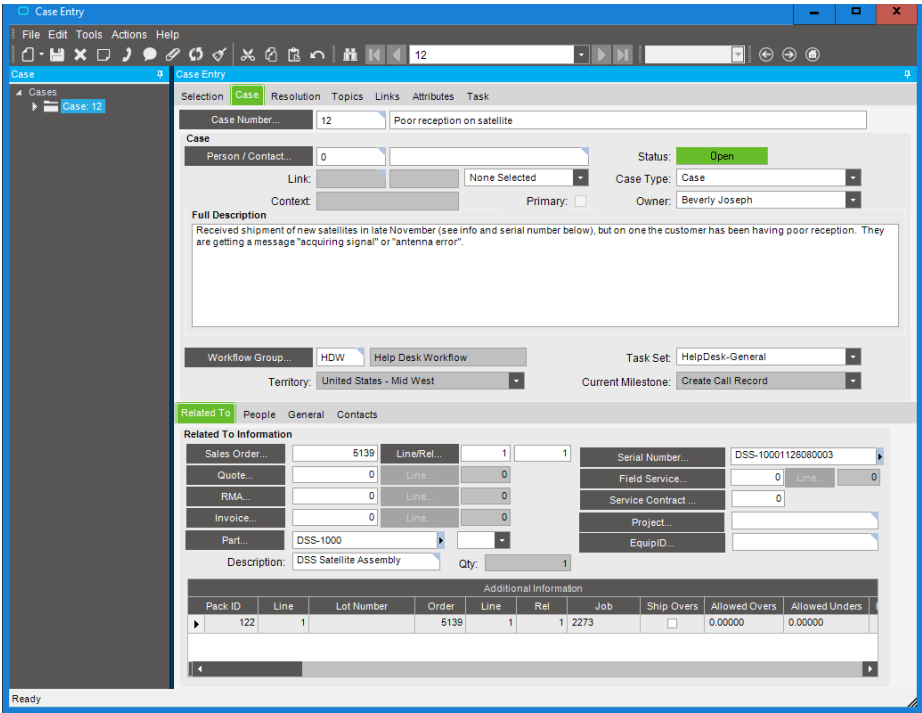 Case Entry
File Edit Tools Actions Help
12
Case
Case Entry
Cases
Case: 12
Selection Case Resolution Topics Links Attributes Task
Case Number... 12 Poor reception on satellite
Case
Person / Contact... 0 Status: Open
Link: None Selected Case Type: Case
Context: Primary: Owner: Beverly Joseph
Full Description
Received shipment of new satellites in late November (see info and serial number below), but on one the customer has been having poor reception. They
are getting a message "acquiring signal" or "antenna error".
Workflow Group... HDW Help Desk Workflow Task Set: HelpDesk-General
Territory: United States - Mid West Current Milestone: Create Call Record
Related To People General Contacts
Related To Information
Sales Order... 5139 Line/Rel... 1 1 Serial Number... DSS-10001126080003
Quote... 0 Line... 0 Field Service... 0 Line... 0
RMA... 0 Line... 0 Service Contract ... 0
Invoice... 0 Line... 0 Project...
Part... DSS-1000 EquipID...
Description: DSS Satellite Assembly Qty: 1
Additional Information
Pack ID Line Lot Number Order Line Rel Job Ship Overs Allowed Overs Allowed Unders
122 1 5139 1 1 2273 0.00000 0.00000
Ready